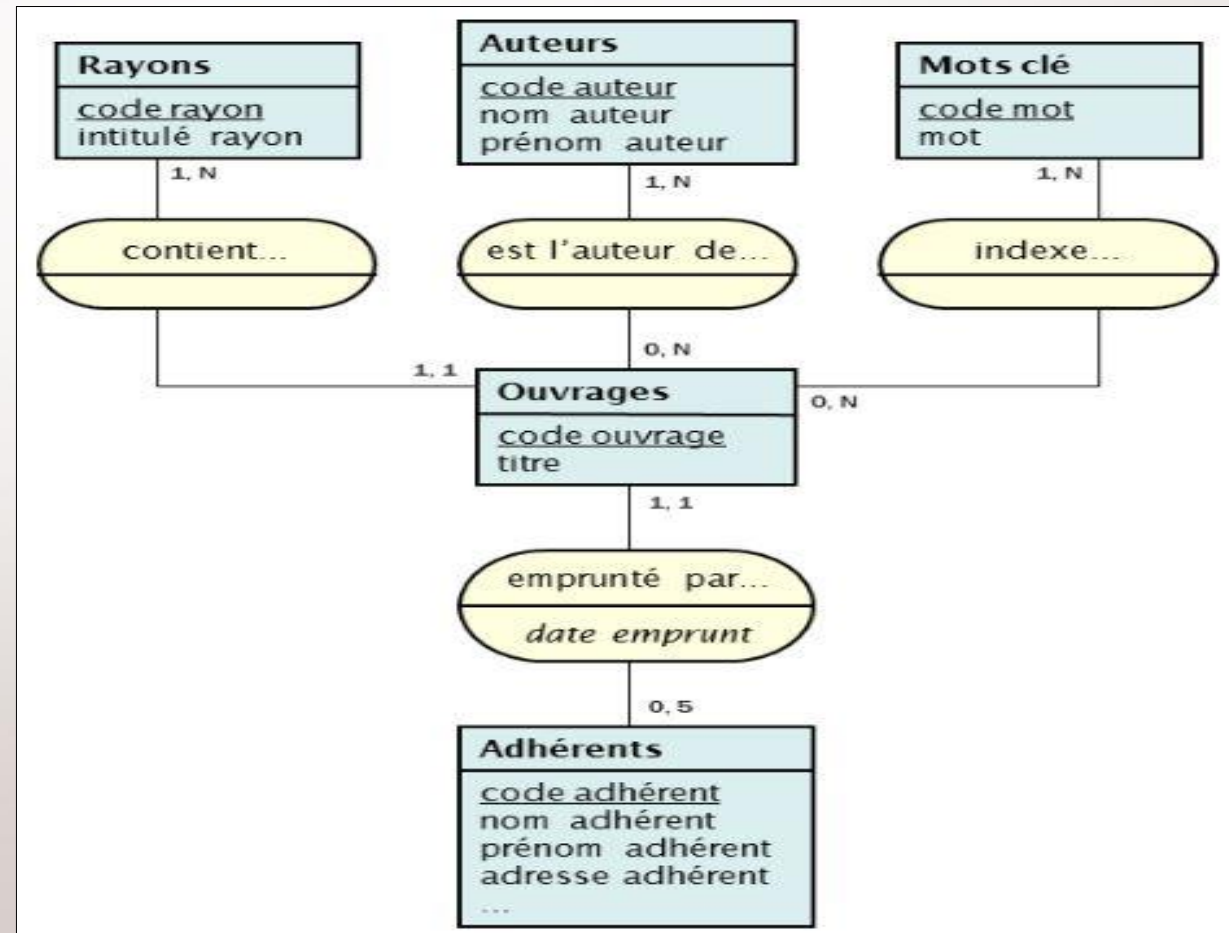 Rayons
code rayon
intitulé rayon
Auteurs
code auteur
nom auteur
prénom auteur
Mots clé
code mot
mot
1, N
1, N
1, N
contient...
est l'auteur de...
indexe...
1, 1
0, N
0, N
Ouvrages
code ouvrage
titre
1, 1
emprunté par...
date emprunt
0, 5
Adhérents
code adhérent
nom adhérent
prénom adhérent
adresse adhérent
...